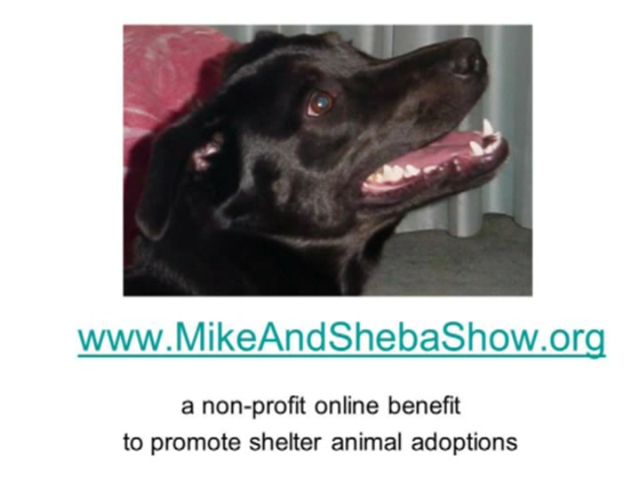 www.MikeAndShebaShow.org
a non-profit online benefit
to promote shelter animal adoptions